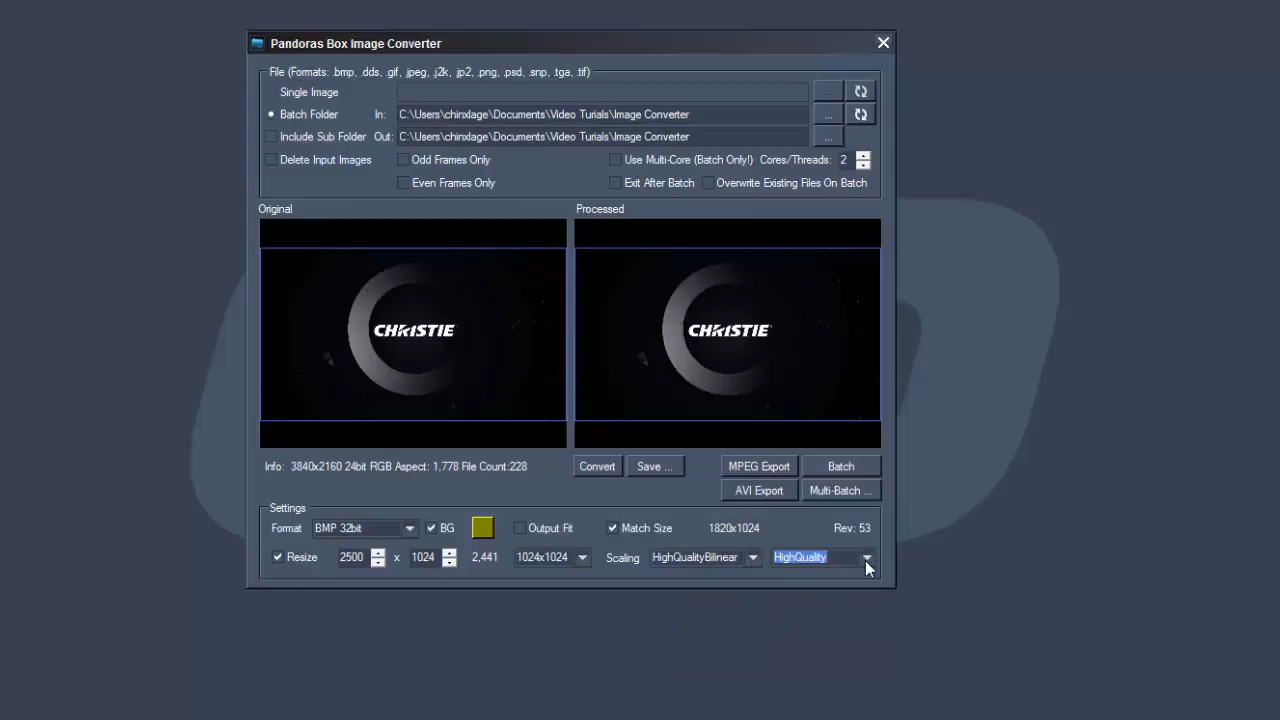 Pandoras Box Image Converter
File (Formats: .bmp, .dds, .gif, .jpeg, .j2k, .jp2, .png, .psd, .snp, .tga, .tif)
Single Image ...
Batch Folder In: C:\Users\chinxlage\Documents\Video Turials\Image Converter ...
Include Sub Folder Out: C:\Users\chinxlage\Documents\Video Turials\Image Converter ...
Delete Input Images Odd Frames Only Use Multi-Core (Batch Only!) Cores/Threads: 2
Even Frames Only Exit After Batch Overwrite Existing Files On Batch
Original Processed
CHRISTIE CHRISTIE
Info: 3840x2160 24bit RGB Aspect: 1,778 File Count:228 Convert Save ... MPEG Export Batch
AVI Export Multi-Batch ...
Settings
Format BMP 32bit BG Output Fit Match Size 1820x1024 Rev: 53
Resize 2500 x 1024 2,441 1024x1024 Scaling HighQualityBilinear HighQuality